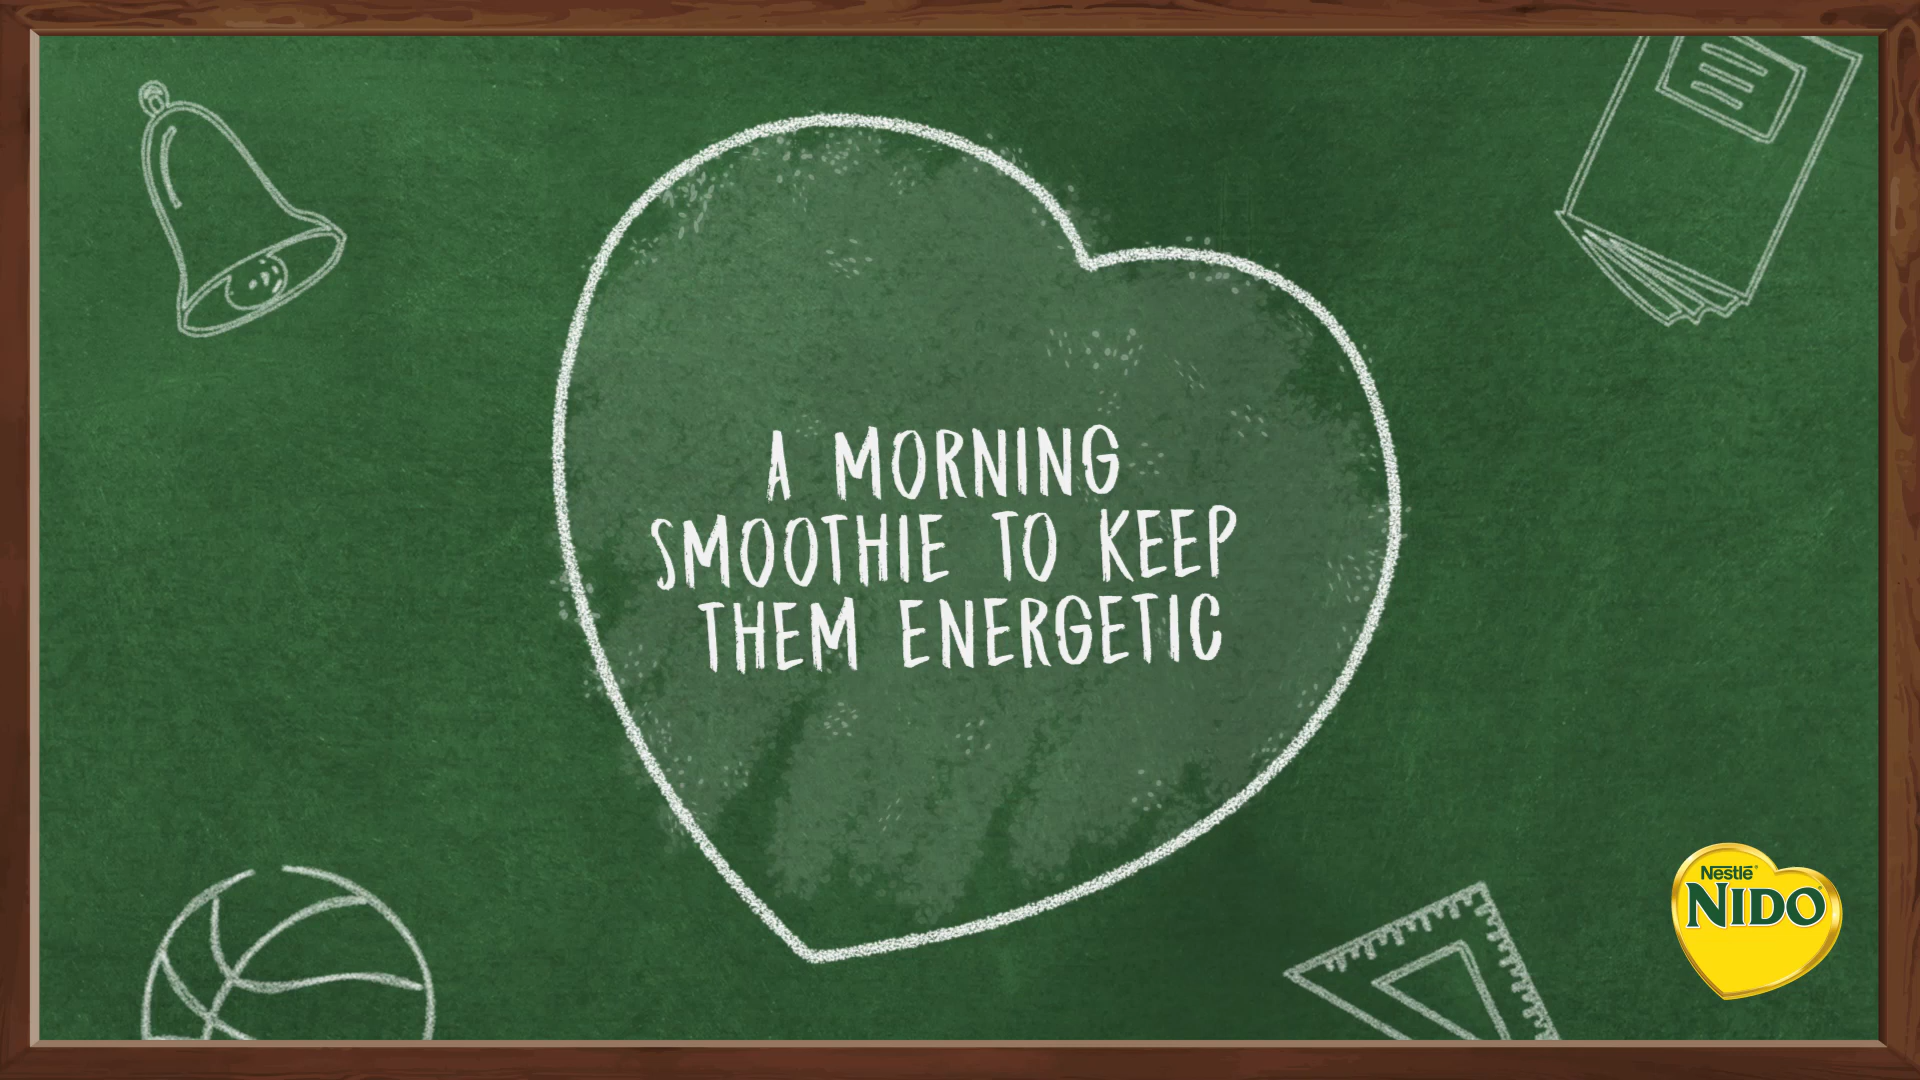 A MORNING
SMOOTHIE TO KEEP
THEM ENERGETIC
Nestlé
NIDO